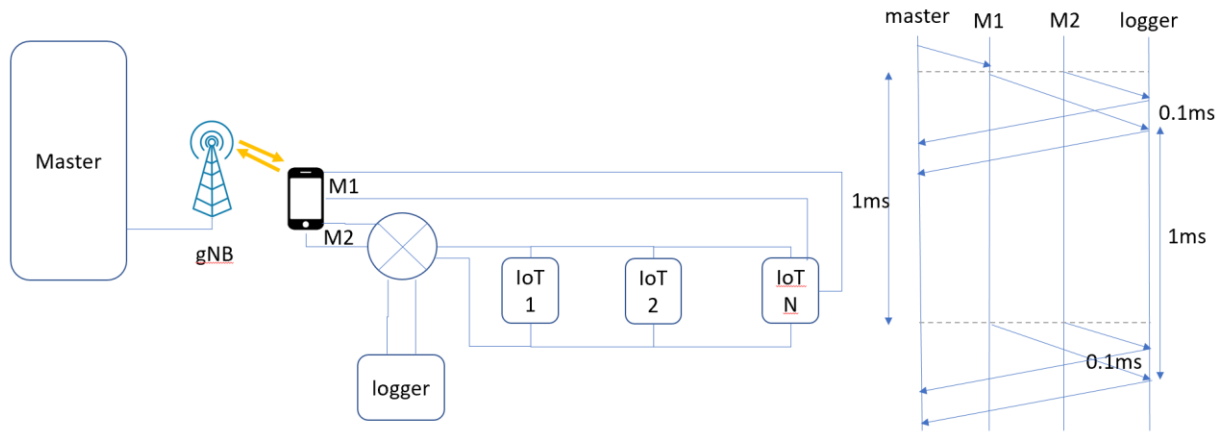 Master
gNB
M1
M2
IoT
1
IoT
2
IoT
N
logger
master
M1
M2
logger
0.1ms
1ms
1ms
0.1ms